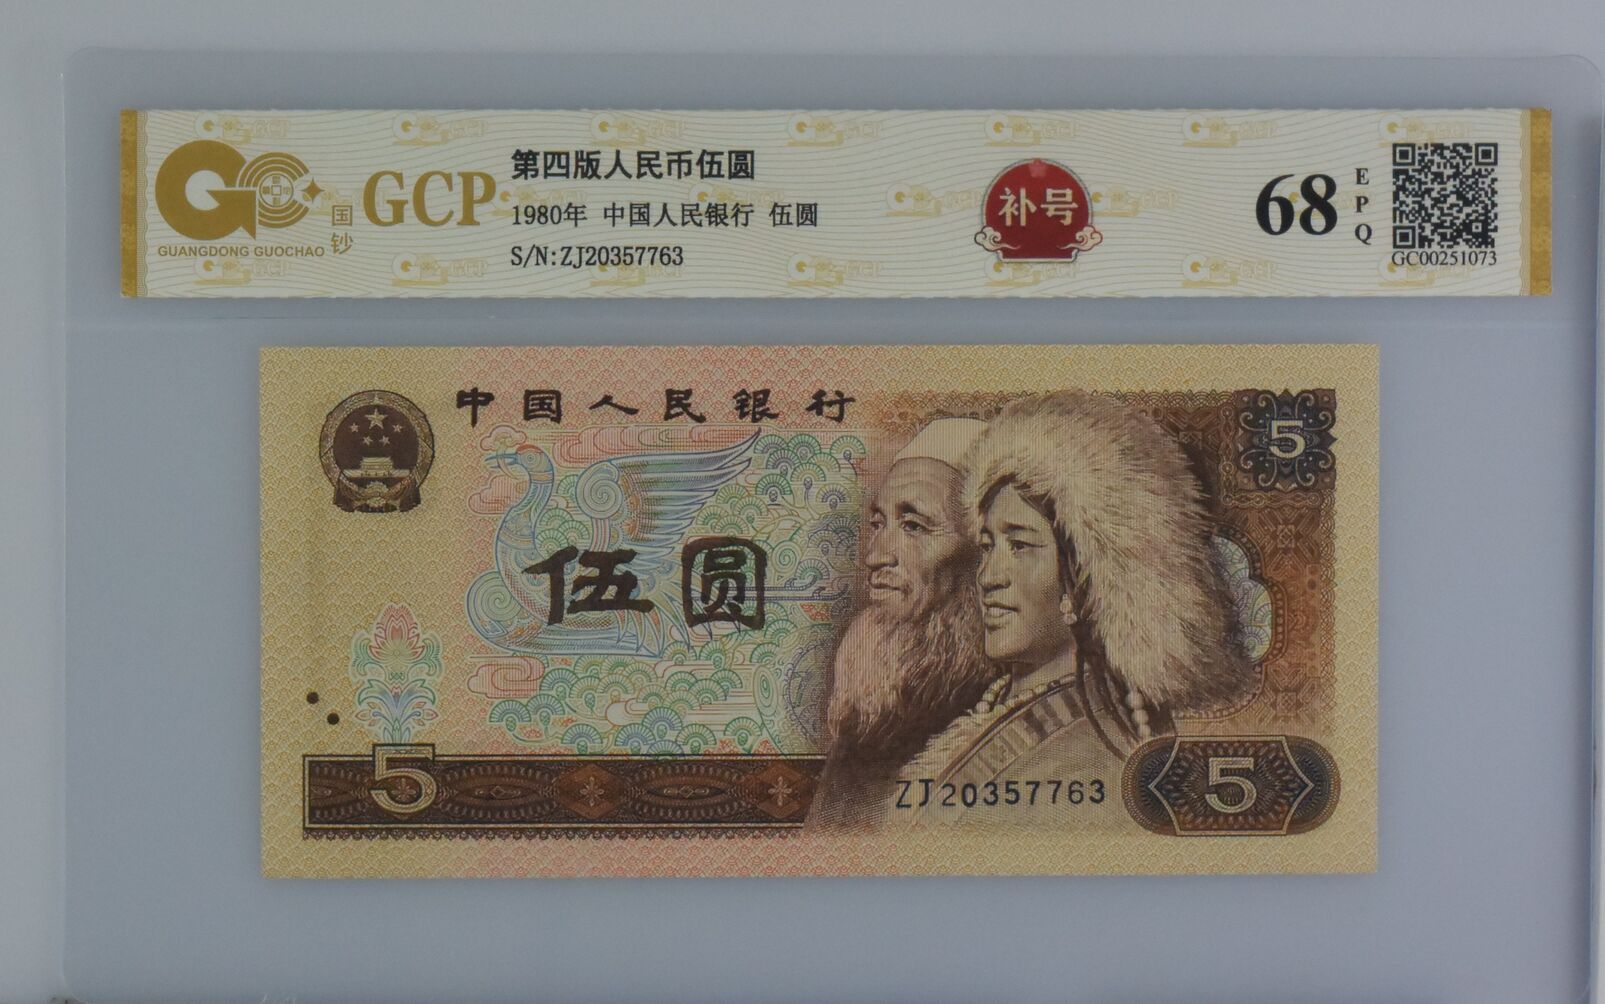 GUANGDONG GUOCHAO
国钞
GCP
第四版人民币伍圆
1980年 中国人民银行 伍圆
S/N:ZJ20357763
补号
68
EPQ
GC00251073
中国人民银行
5
伍圆
5
ZJ20357763
5